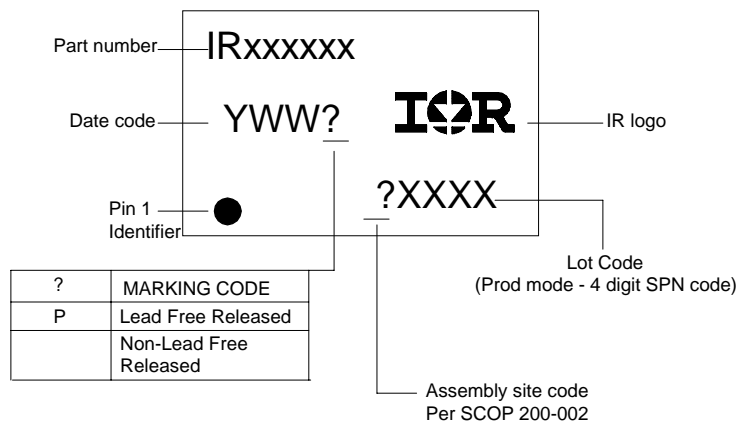 Part number
IRxxxxxx
Date code
YWW?
IOR
IR logo
?XXXX
Pin 1
Identifier
Lot Code
(Prod mode - 4 digit SPN code)
? MARKING CODE
P Lead Free Released
Non-Lead Free
Released
Assembly site code
Per SCOP 200-002